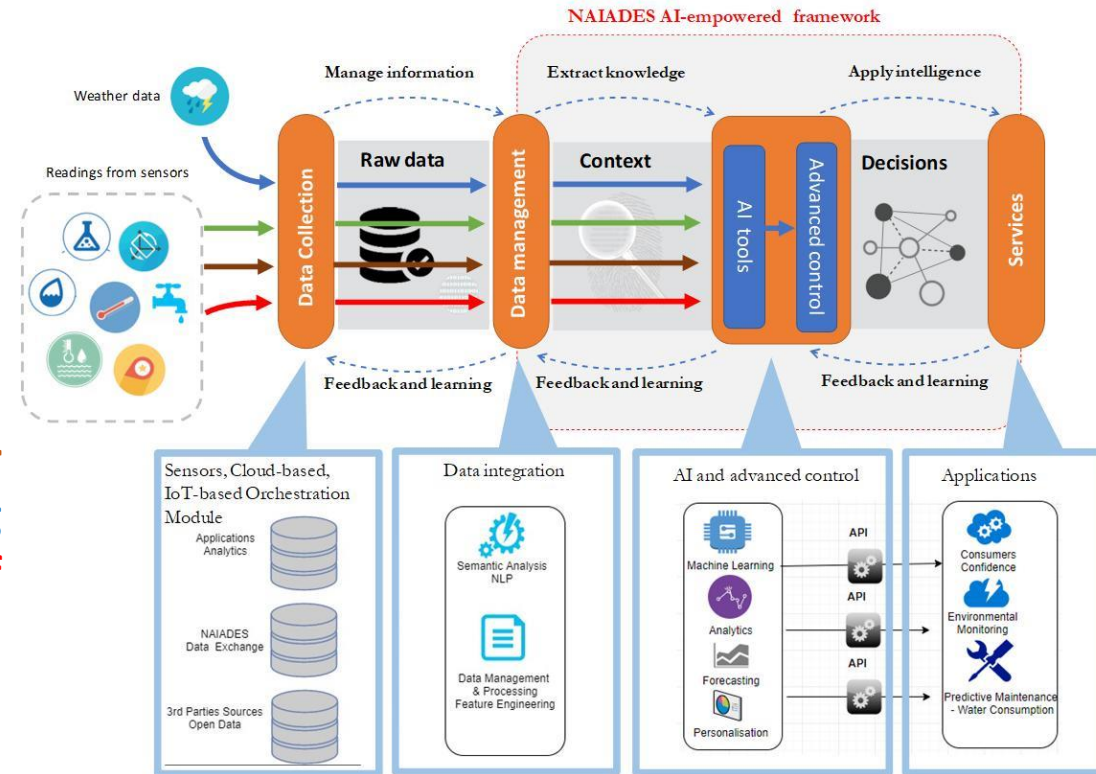 NAIADES AI-empowered framework
Manage information
Extract knowledge
Apply intelligence
Weather data
Readings from sensors
Data Collection
Raw data
Data management
Context
AI tools
Advanced control
Decisions
Services
Feedback and learning
Feedback and learning
Feedback and learning
Sensors, Cloud-based,
IoT-based Orchestration
Module
Applications
Analytics
NAIADES
Data Exchange
3rd Parties Sources
Open Data
Data integration
Semantic Analysis
NLP
Data Management
& Processing
Feature Engineering
AI and advanced control
Machine Learning
Analytics
Forecasting
Personalisation
API
API
API
Applications
Consumers
Confidence
Environmental
Monitoring
Predictive Maintenance
- Water Consumption